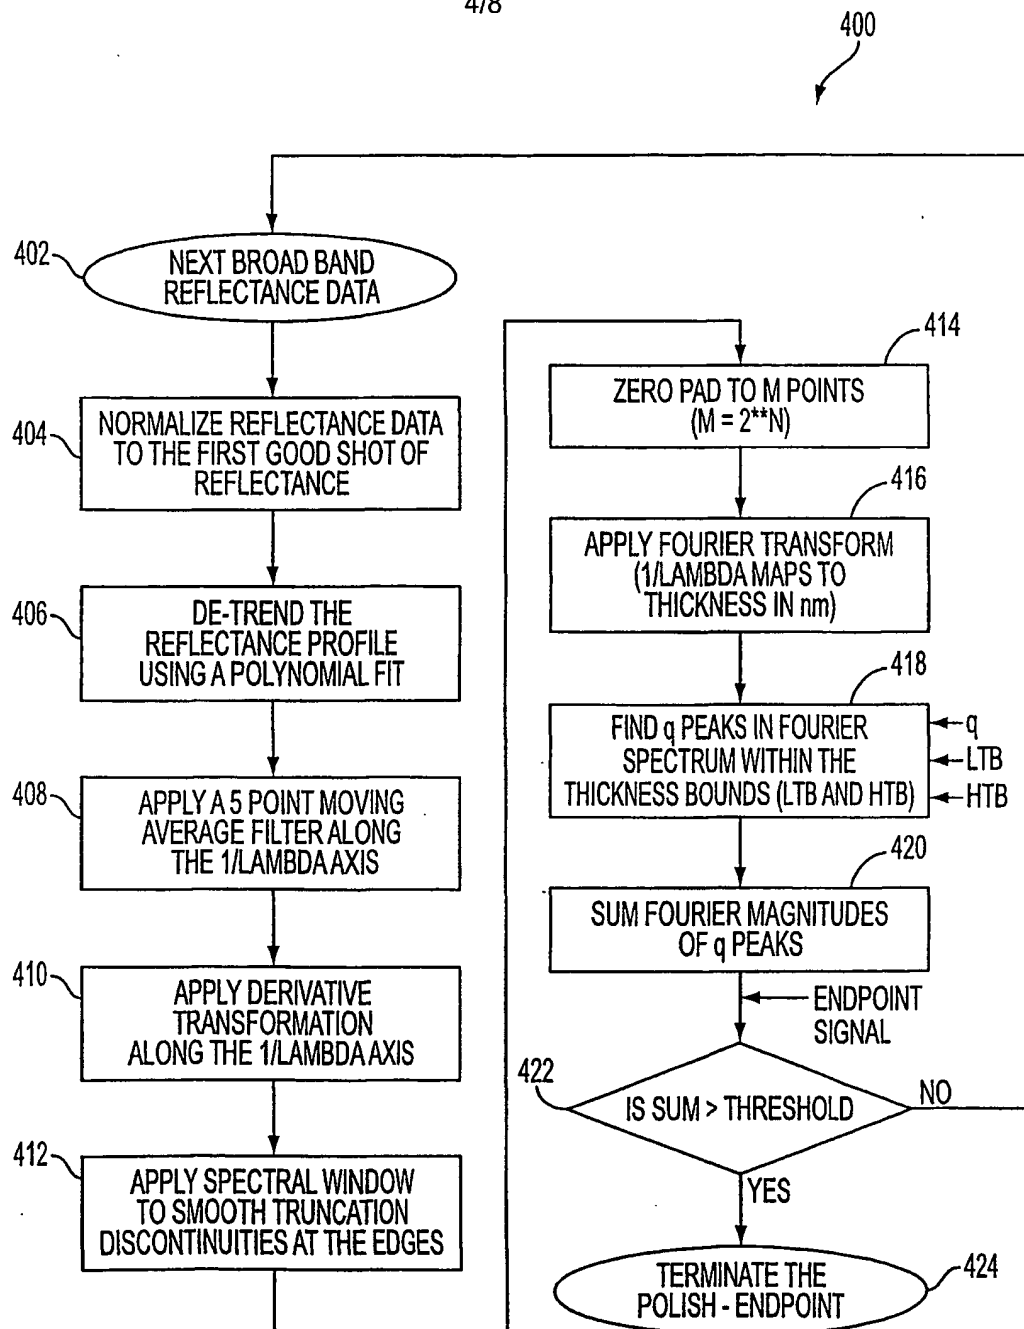 4/8
400
402
NEXT BROAD BAND
REFLECTANCE DATA
404
NORMALIZE REFLECTANCE DATA
TO THE FIRST GOOD SHOT OF
REFLECTANCE
406
DE-TREND THE
REFLECTANCE PROFILE
USING A POLYNOMIAL FIT
408
APPLY A 5 POINT MOVING
AVERAGE FILTER ALONG
THE 1/LAMBDA AXIS
410
APPLY DERIVATIVE
TRANSFORMATION
ALONG THE 1/LAMBDA AXIS
412
APPLY SPECTRAL WINDOW
TO SMOOTH TRUNCATION
DISCONTINUITIES AT THE EDGES
414
ZERO PAD TO M POINTS
(M = 2**N)
416
APPLY FOURIER TRANSFORM
(1/LAMBDA MAPS TO
THICKNESS IN nm)
418
FIND q PEAKS IN FOURIER
SPECTRUM WITHIN THE
THICKNESS BOUNDS (LTB AND HTB)
q
LTB
HTB
420
SUM FOURIER MAGNITUDES
OF q PEAKS
ENDPOINT
SIGNAL
422
IS SUM > THRESHOLD
NO
YES
TERMINATE THE
POLISH - ENDPOINT
424